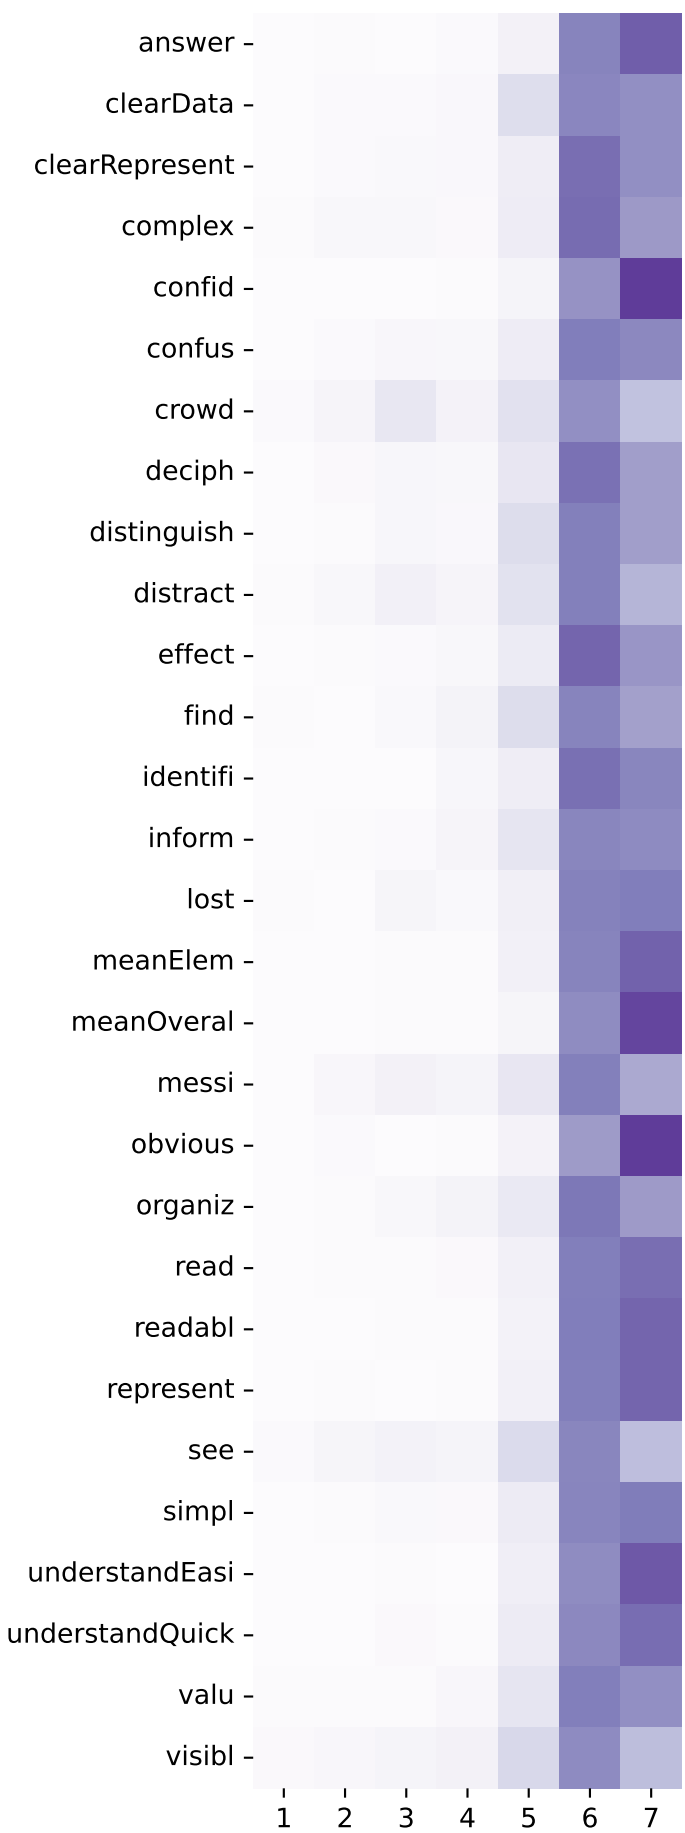 answer
clearData
clearRepresent
complex
confid
confus
crowd
deciph
distinguish
distract
effect
find
identifi
inform
lost
meanElem
meanOveral
messi
obvious
organiz
read
readabl
represent
see
simpl
understandEasi
understandQuick
valu
visibl
1 2 3 4 5 6 7